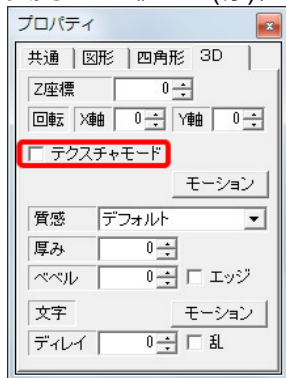 プロパティ
共通 図形 四角形 3D
Z座標 0
回転 X軸 0 Y軸 0
テクスチャモード
モーション
質感 デフォルト
厚み 0
ベベル 0 エッジ
文字 モーション
ディレイ 0 乱